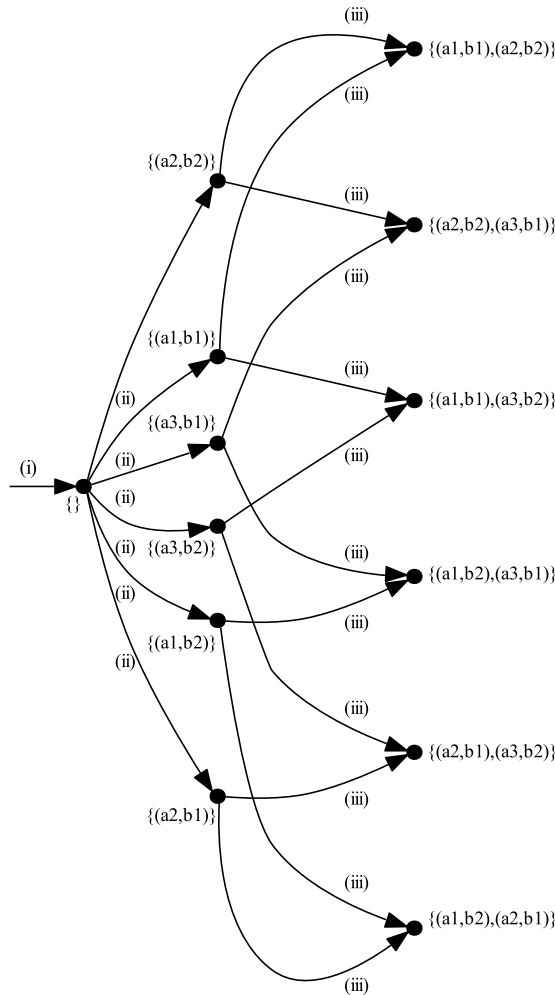 (iii)
{(a1,b1),(a2,b2)}
(iii)
{(a2,b2)}
(iii)
{(a2,b2),(a3,b1)}
(iii)
{(a1,b1)}
(iii)
(ii)
{(a1,b1),(a3,b2)}
{(a3,b1)}
(iii)
(ii)
(i)
(ii)
{}
{(a3,b2)}
(ii)
(iii)
{(a1,b2),(a3,b1)}
(ii)
(iii)
{(a1,b2)}
(ii)
(iii)
{(a2,b1),(a3,b2)}
(iii)
{(a2,b1)}
(iii)
{(a1,b2),(a2,b1)}
(iii)